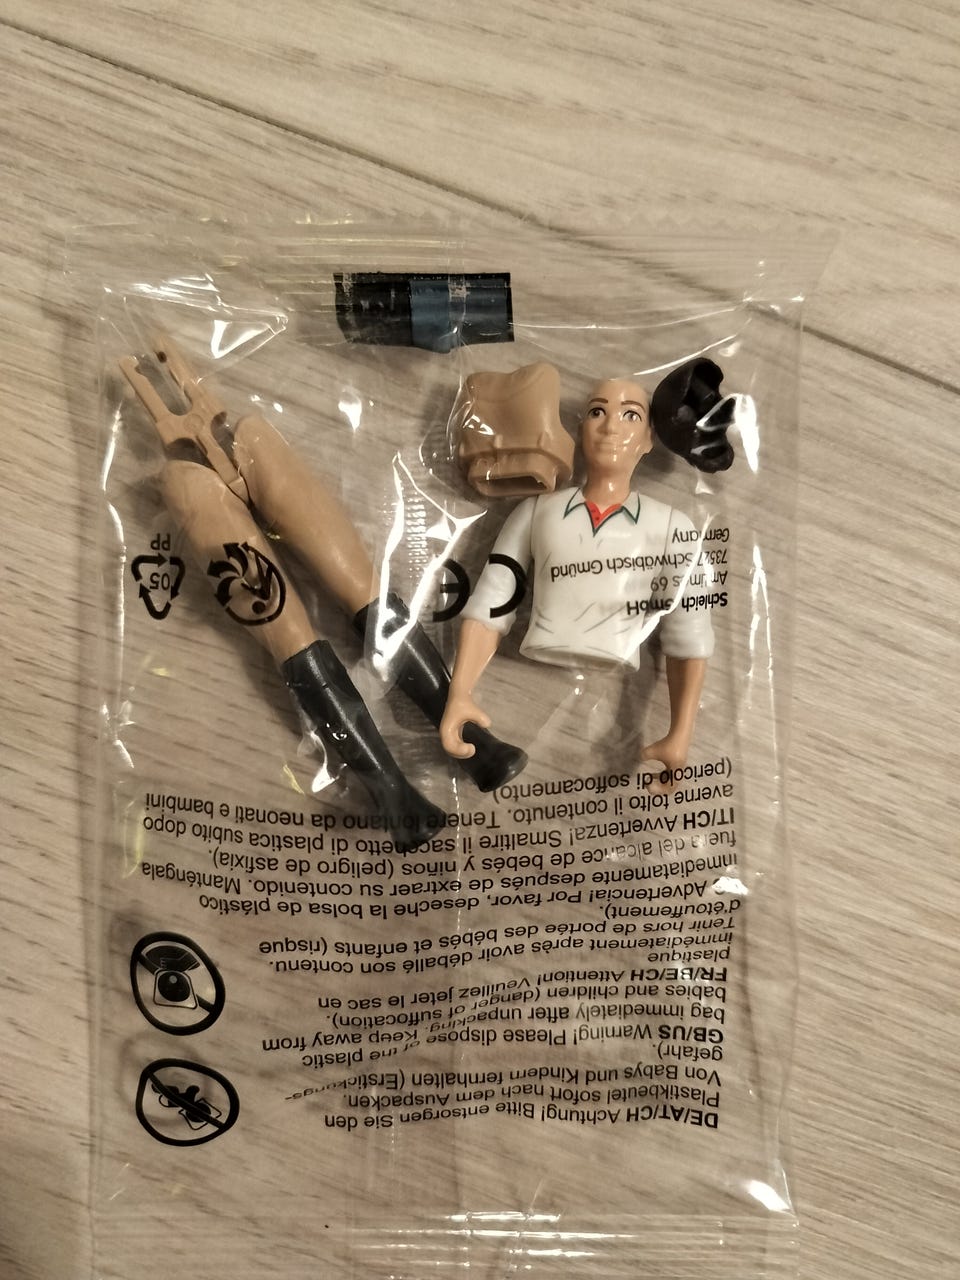 DE/AT/CH Achtung! Bitte entsorgen Sie den
Plastikbeutel sofort nach dem Auspacken.
Von Babys und Kindern fernhalten (Erstickungs-
gefahr).
GB/US Warning! Please dispose of the plastic
bag immediately after unpacking. Keep away from
babies and children (danger of suffocation).
FR/BE/CH Attention! Veuillez jeter le sac en
plastique
immédiatement après avoir déballé son contenu.
Tenir hors de portée des bébés et enfants (risque
d'étouffement).
Advertencia! Por favor, deseche la bolsa de plástico
inmediatamente después de extraer su contenido. Manténgala
fuera del alcance de bebés y niños (peligro de asfixia).
IT/CH Avvertenza! Smaltire il sacchetto di plastica subito dopo
averne tolto il contenuto. Tenere lontano da neonati e bambini
(pericolo di soffocamento)
Schleich GmbH
Am Limes 69
73527 Schwäbisch Gmünd
Germany
CE
05
PP